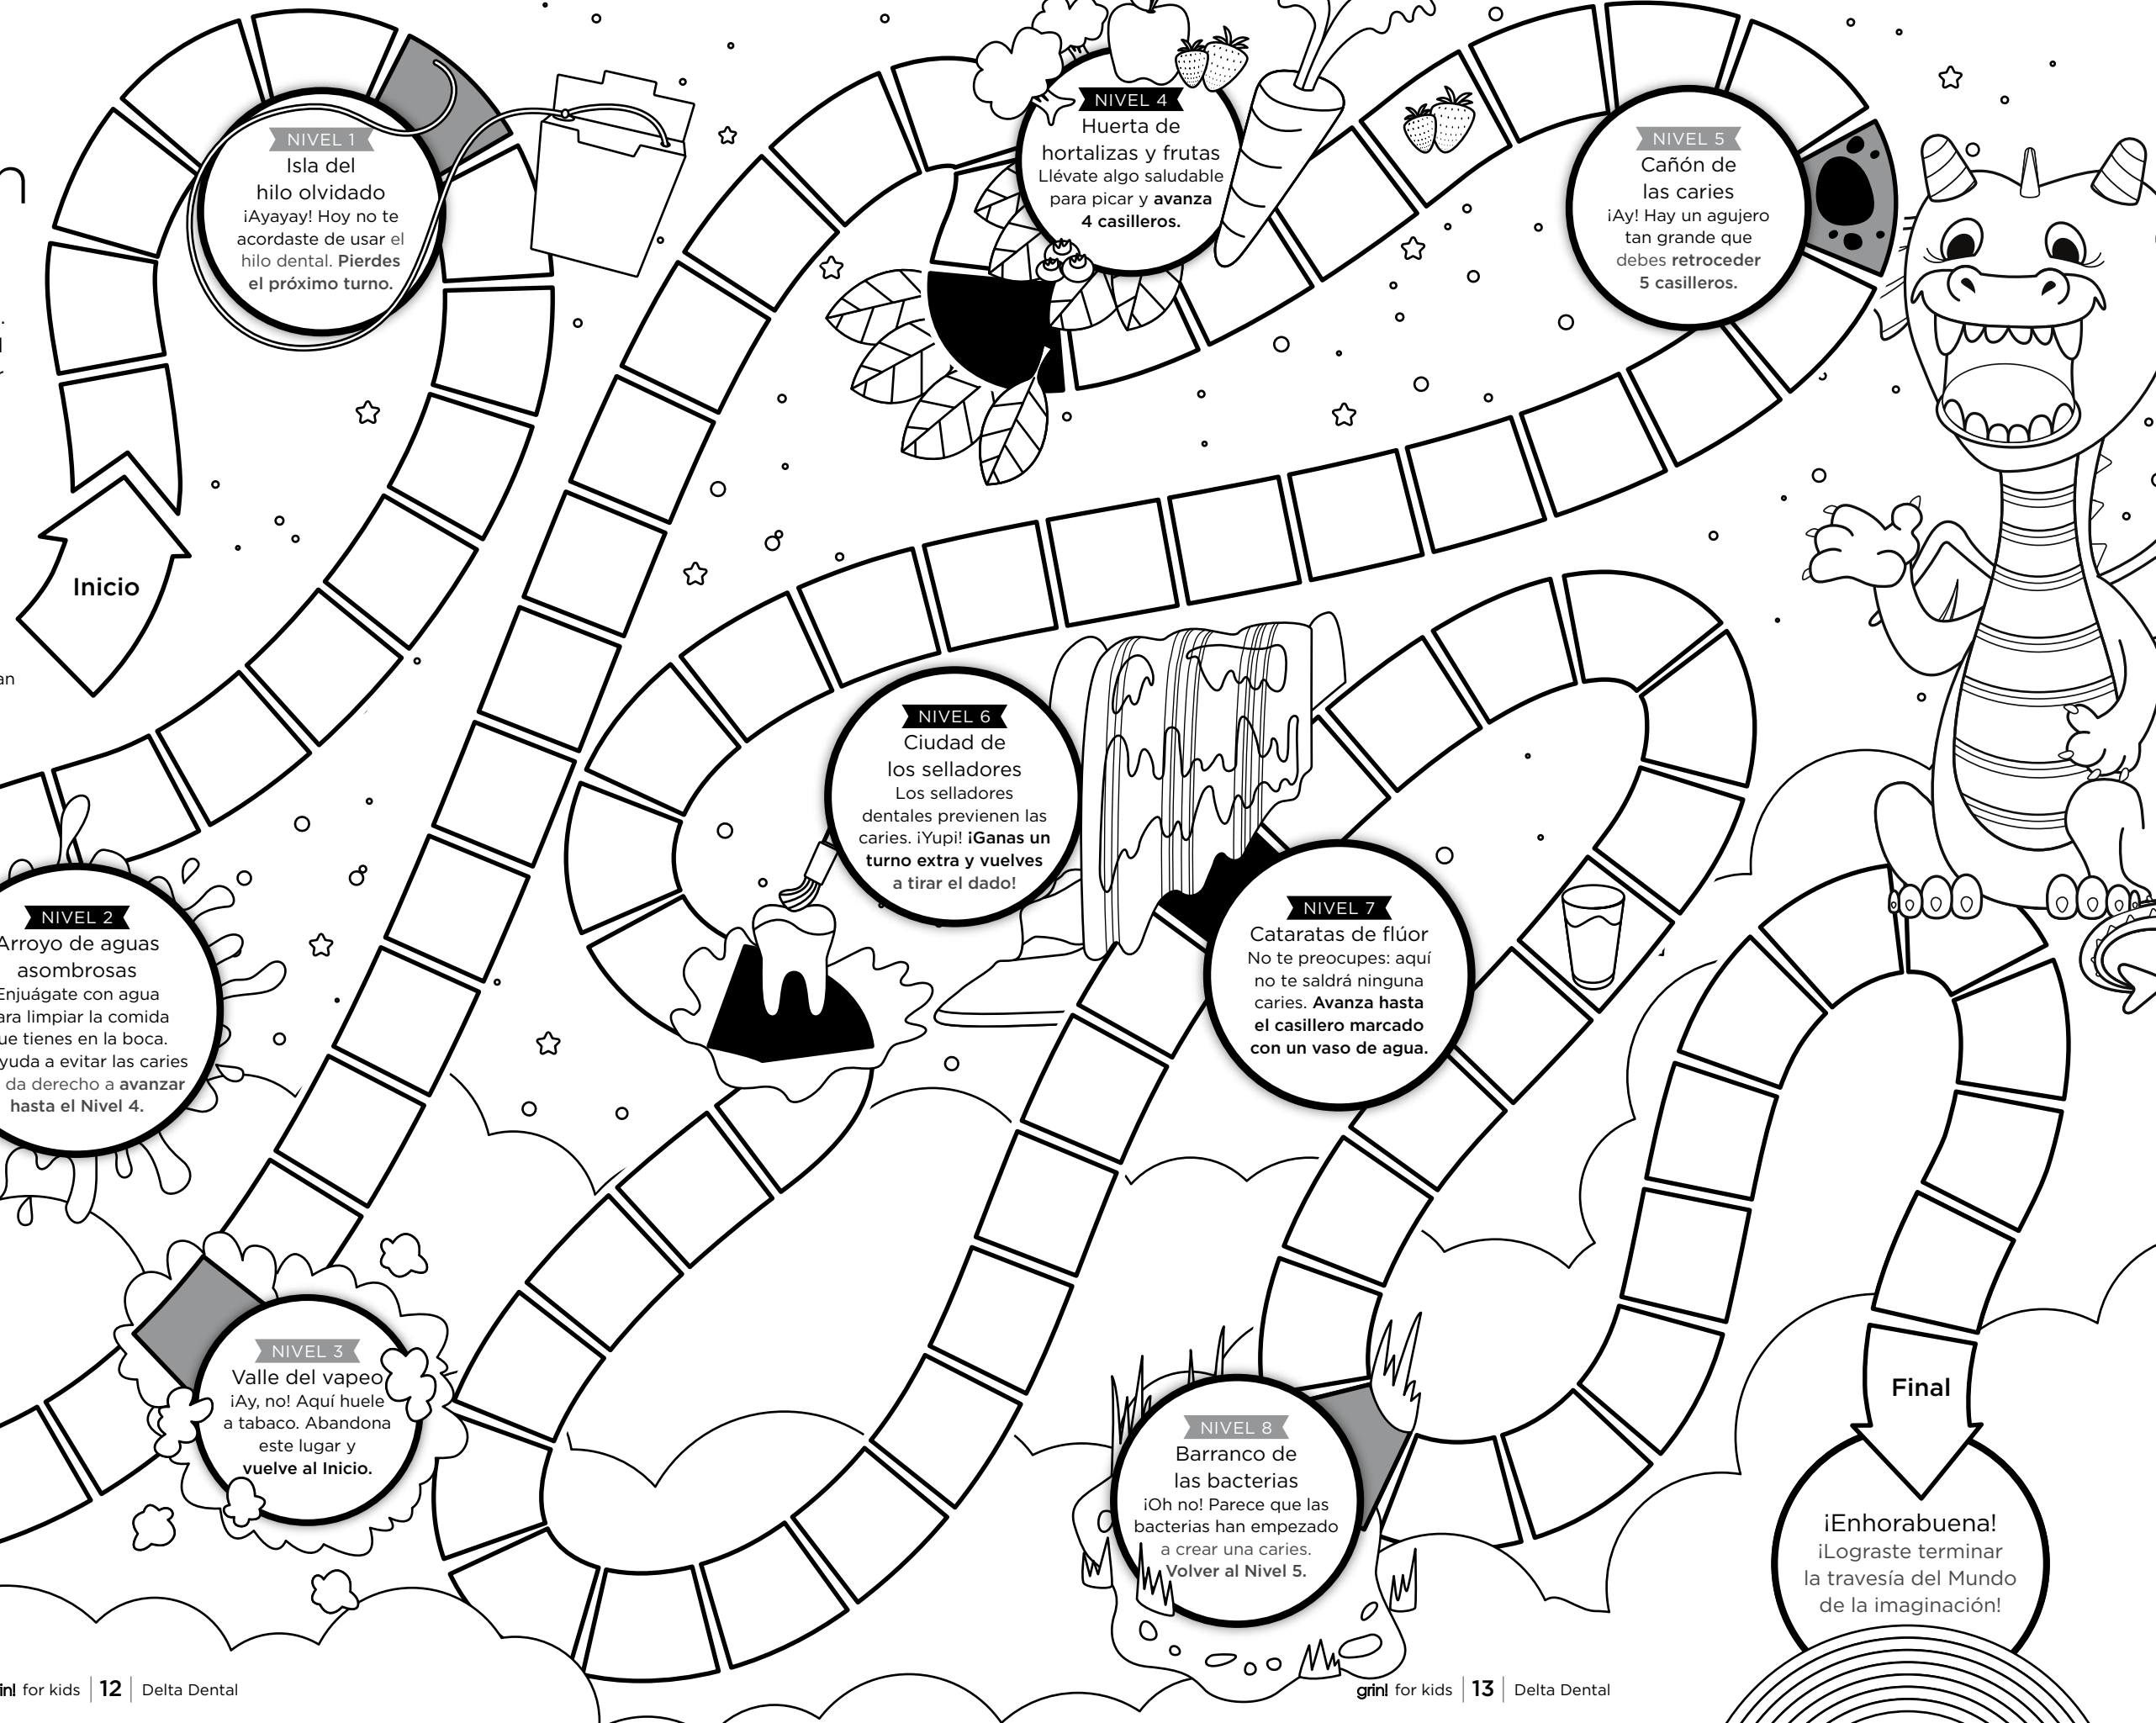 NIVEL 1
Isla del
hilo olvidado
¡Ayayay! Hoy no te
acordaste de usar el
hilo dental. Pierdes
el próximo turno.
NIVEL 4
Huerta de
hortalizas y frutas
Llévate algo saludable
para picar y avanza
4 casilleros.
NIVEL 5
Cañón de
las caries
¡Ay! Hay un agujero
tan grande que
debes retroceder
5 casilleros.
Inicio
NIVEL 6
Ciudad de
los selladores
Los selladores
dentales previenen las
caries. ¡Yupi! ¡Ganas un
turno extra y vuelves
a tirar el dado!
NIVEL 2
Arroyo de aguas
asombrosas
Enjuágate con agua
para limpiar la comida
que tienes en la boca.
evitar las caries
da derecho a avanzar
hasta el Nivel 4.
NIVEL 7
Cataratas de flúor
No te preocupes: aquí
no te saldrá ninguna
caries. Avanza hasta
el casillero marcado
con un vaso de agua.
NIVEL 3
Valle del vapeo
¡Ay, no! Aquí huele
a tabaco. Abandona
este lugar y
vuelve al Inicio.
NIVEL 8
Barranco de
las bacterias
¡Oh no! Parece que las
bacterias han empezado
a crear una caries.
Volver al Nivel 5.
Final
¡Enhorabuena!
¡Lograste terminar
la travesía del Mundo
de la imaginación!
grin! for kids | 12 | Delta Dental
grin! for kids | 13 | Delta Dental